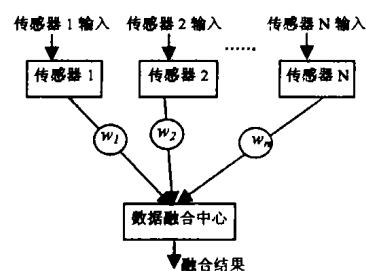 传感器 1 输入 传感器 2 输入 传感器 N 输入
……
传感器 1 传感器 2 传感器 N
w1 w2 wn
数据融合中心
融合结果